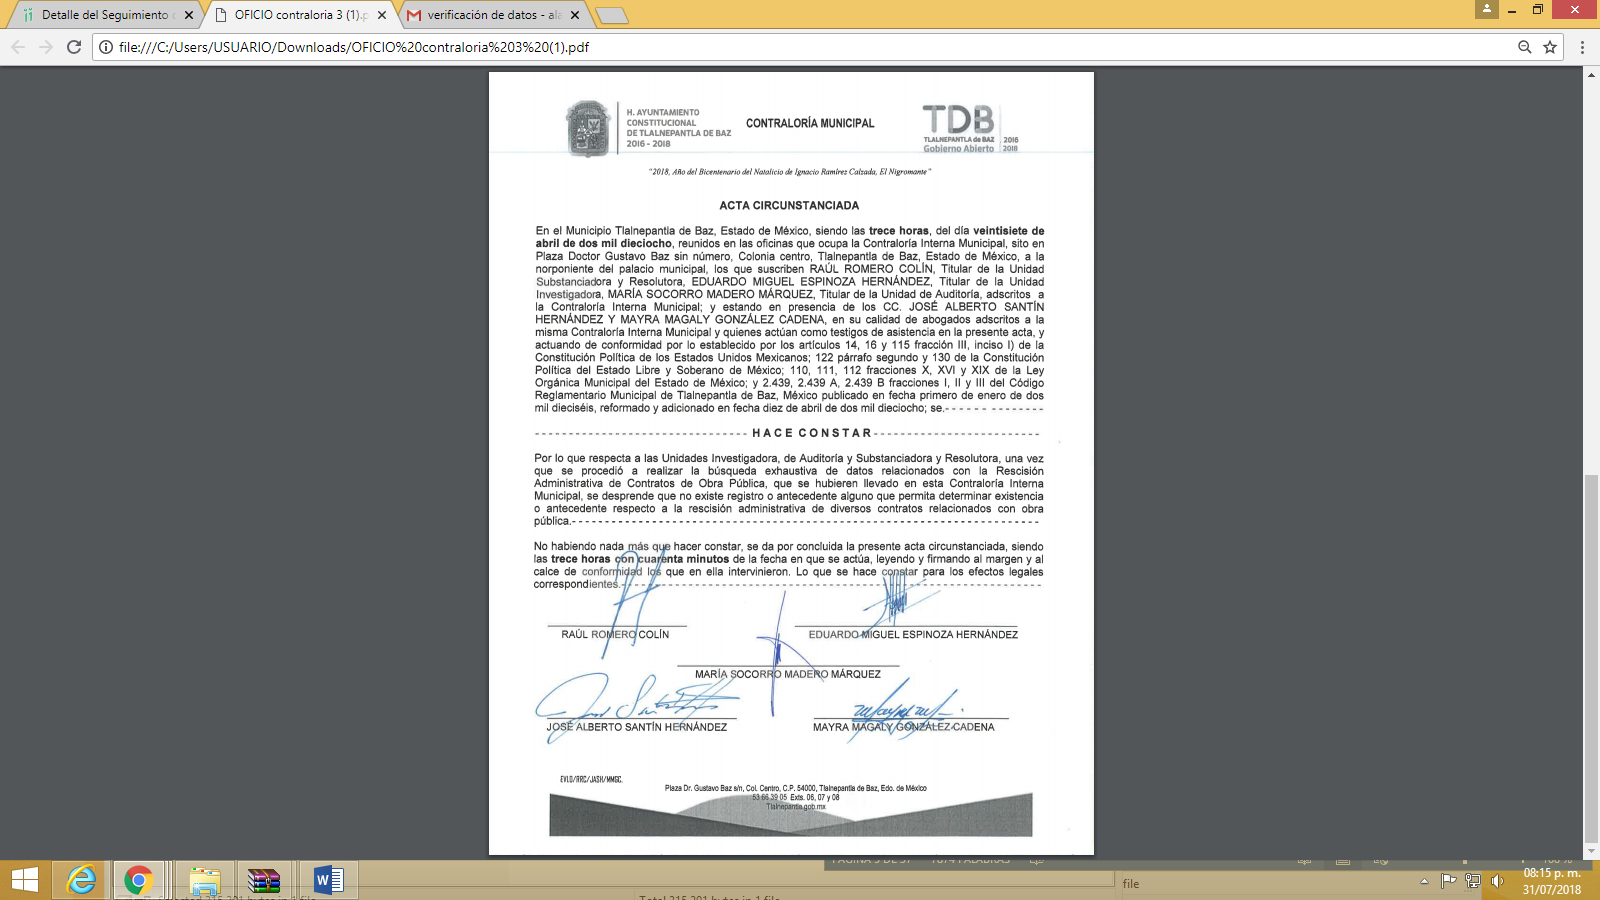 Detalle del Seguimiento
OFICIO contraloria 3 (1).p
verificación de datos - ala
file:///C:/Users/USUARIO/Downloads/OFICIO%20contraloria%203%20(1).pdf
H. AYUNTAMIENTO
CONSTITUCIONAL
DE TLALNEPANTLA DE BAZ
2016 - 2018
CONTRALORÍA MUNICIPAL
TDB
TLALNEPANTLA de BAZ
Gobierno Abierto
2016
2018
"2018, Año del Bicentenario del Natalicio de Ignacio Ramírez Calzada, El Nigromante"
ACTA CIRCUNSTANCIADA
En el Municipio Tlalnepantla de Baz, Estado de México, siendo las trece horas, del día veintisiete de
abril de dos mil dieciocho, reunidos en las oficinas que ocupa la Contraloría Interna Municipal, sito en
Plaza Doctor Gustavo Baz sin número, Colonia centro, Tlalnepantla de Baz, Estado de México, a la
norponiente del palacio municipal, los que suscriben RAÚL ROMERO COLÍN, Titular de la Unidad
Substanciadora y Resolutora, EDUARDO MIGUEL ESPINOZA HERNÁNDEZ, Titular de la Unidad
Investigadora, MARÍA SOCORRO MADERO MÁRQUEZ, Titular de la Unidad de Auditoría, adscritos a
la Contraloría Interna Municipal; y estando en presencia de los CC. JOSÉ ALBERTO SANTÍN
HERNÁNDEZ Y MAYRA MAGALY GONZÁLEZ CADENA, en su calidad de abogados adscritos a la
misma Contraloría Interna Municipal y quienes actúan como testigos de asistencia en la presente acta, y
actuando de conformidad por lo establecido por los artículos 14, 16 y 115 fracción III, inciso I) de la
Constitución Política de los Estados Unidos Mexicanos; 122 párrafo segundo y 130 de la Constitución
Política del Estado Libre y Soberano de México; 110, 111, 112 fracciones X, XVI y XIX de la Ley
Orgánica Municipal del Estado de México; y 2.439, 2.439 A, 2.439 B fracciones I, II y III del Código
Reglamentario Municipal de Tlalnepantla de Baz, México publicado en fecha primero de enero de dos
mil dieciséis, reformado y adicionado en fecha diez de abril de dos mil dieciocho; se.- - - - - - - - - - - - - -
- - - - - - - - - - - - - - - - - - - - - - - - - - - - - - H A C E C O N S T A R - - - - - - - - - - - - - - - - - - - - - - - -
Por lo que respecta a las Unidades Investigadora, de Auditoría y Substanciadora y Resolutora, una vez
que se procedió a realizar la búsqueda exhaustiva de datos relacionados con la Rescisión
Administrativa de Contratos de Obra Pública, que se hubieren llevado en esta Contraloría Interna
Municipal, se desprende que no existe registro o antecedente alguno que permita determinar existencia
o antecedente respecto a la rescisión administrativa de diversos contratos relacionados con obra
pública.- - - - - - - - - - - - - - - - - - - - - - - - - - - - - - - - - - - - - - - - - - - - - - - - - - - - - - - - - - - -
No habiendo nada más que hacer constar, se da por concluida la presente acta circunstanciada, siendo
las trece horas con cuarenta minutos de la fecha en que se actúa, leyendo y firmando al margen y al
calce de conformidad los que en ella intervinieron. Lo que se hace constar para los efectos legales
correspondientes.- - - - - - - - - - - - - - - - - - - - - - - - - - - - - - - - - - - - - - - - - - - - - - - - - - - -
RAÚL ROMERO COLÍN
EDUARDO MIGUEL ESPINOZA HERNÁNDEZ
MARÍA SOCORRO MADERO MÁRQUEZ
JOSÉ ALBERTO SANTÍN HERNÁNDEZ
MAYRA MAGALY GONZÁLEZ CADENA
EVLO/RRC/JASH/MMGC.
Plaza Dr. Gustavo Baz s/n, Col. Centro, C.P. 54000, Tlalnepantla de Baz, Edo. de México
53 66 39 05 Exts. 06, 07 y 08
Tlalnepantla.gob.mx
file
08:15 p. m.
31/07/2018